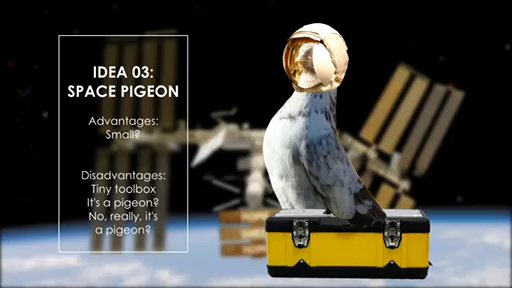 IDEA 03:
SPACE PIGEON
Advantages:
Small?
Disadvantages:
Tiny toolbox
It's a pigeon?
No, really, it's
a pigeon?